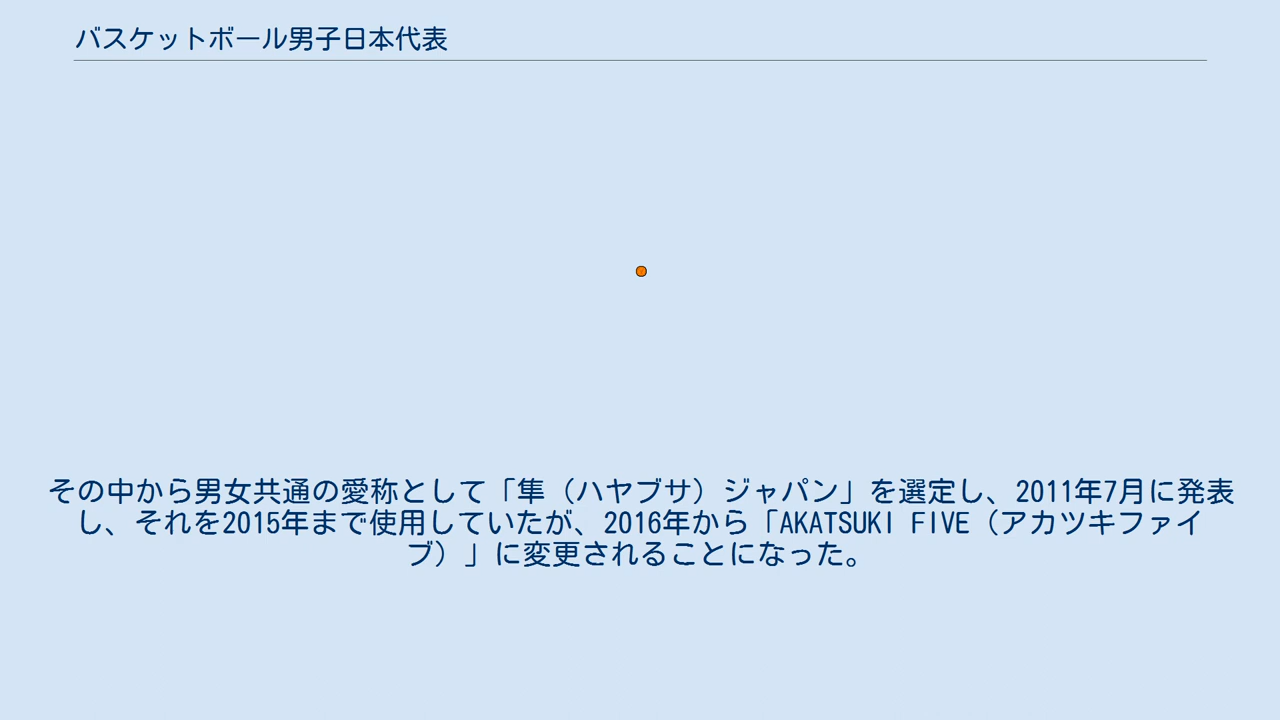 バスケットボール男子日本代表
その中から男女共通の愛称として「隼（ハヤブサ）ジャパン」を選定し、2011年7月に発表
し、それを2015年まで使用していたが、2016年から「AKATSUKI FIVE（アカツキファイ
ブ）」に変更されることになった。